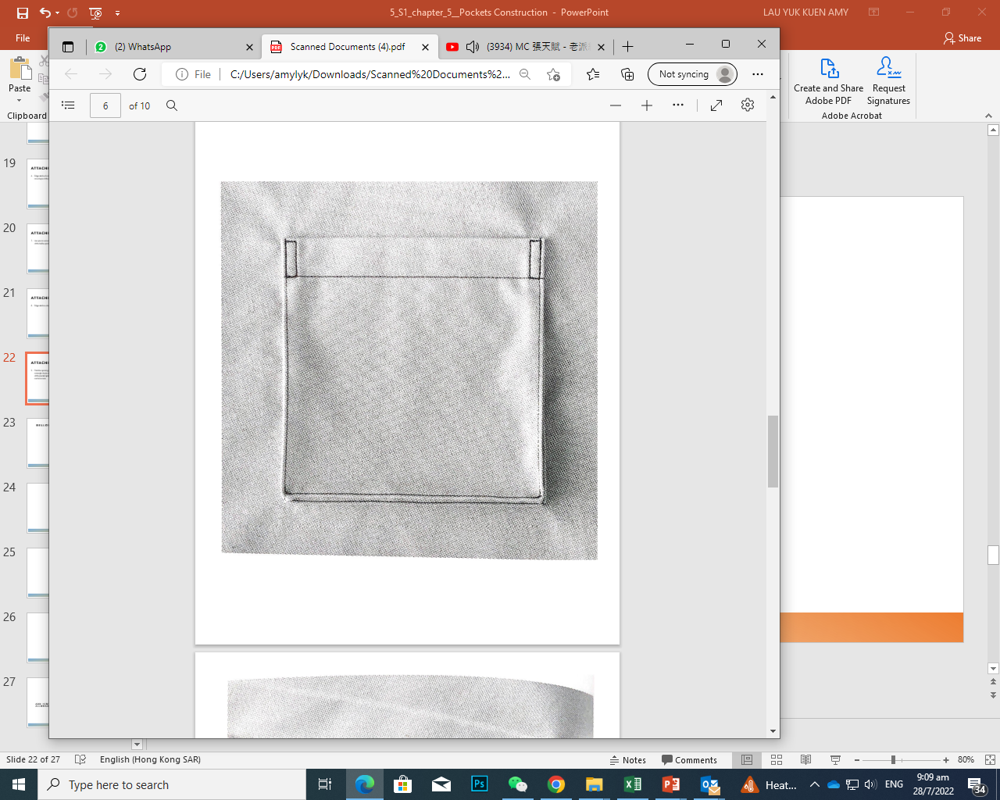 5_S1_chapter_5__Pockets Construction - PowerPoint
LAU YUK KUEN AMY
File
Share
(2) WhatsApp
Scanned Documents (4).pdf
(3934) MC 張天賦 - 老派
File
C:/Users/amylyk/Downloads/Scanned%20Documents%2...
Not syncing
6
of 10
Paste
Clipboard
Create and Share
Adobe PDF
Request
Signatures
Adobe Acrobat
19
ATTACHI
20
ATTACHI
21
ATTACHI
22
ATTACHI
23
24
25
26
27
Slide 22 of 27
English (Hong Kong SAR)
Notes
Comments
80%
Type here to search
Heat...
ENG
9:09 am
28/7/2022
34